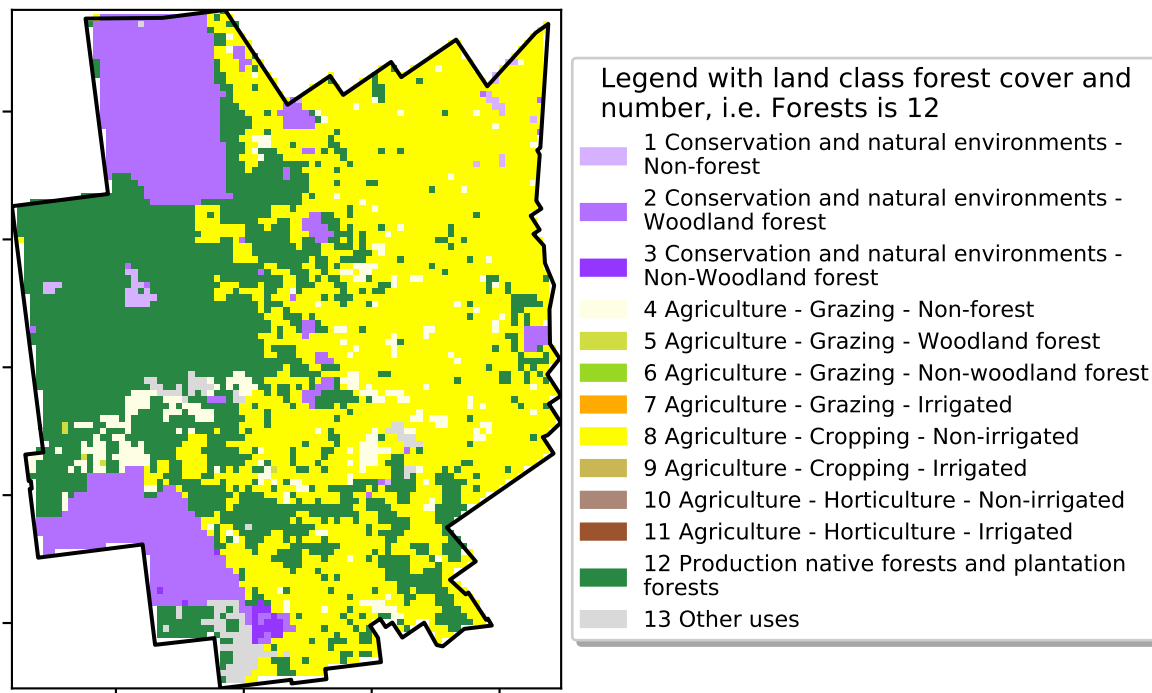 Legend with land class forest cover and
number, i.e. Forests is 12
1 Conservation and natural environments -
Non-forest
2 Conservation and natural environments -
Woodland forest
3 Conservation and natural environments -
Non-Woodland forest
4 Agriculture - Grazing - Non-forest
5 Agriculture - Grazing - Woodland forest
6 Agriculture - Grazing - Non-woodland forest
7 Agriculture - Grazing - Irrigated
8 Agriculture - Cropping - Non-irrigated
9 Agriculture - Cropping - Irrigated
10 Agriculture - Horticulture - Non-irrigated
11 Agriculture - Horticulture - Irrigated
12 Production native forests and plantation
forests
13 Other uses